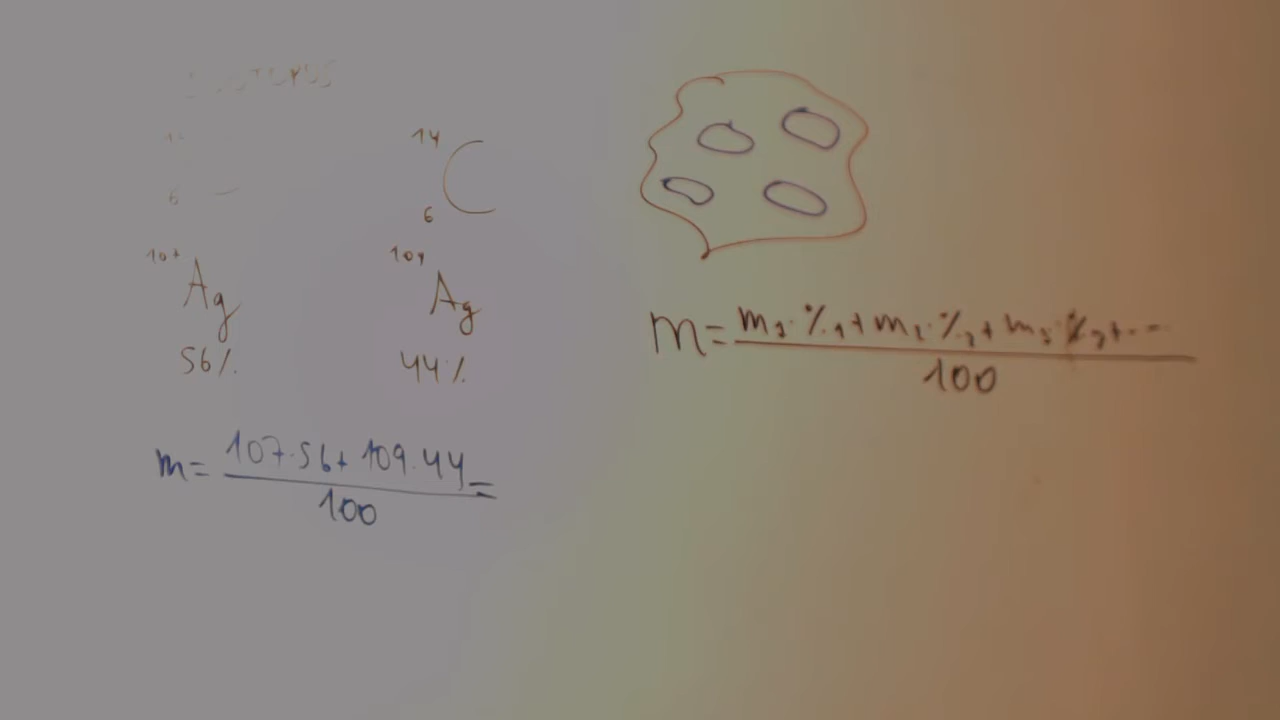 14
C
6
107 109
Ag Ag
56% 44%
m = 107·56 + 109·44 =
100
m = m₁·%₁ + m₂·%₂ + m₃·%₃ + ...
100